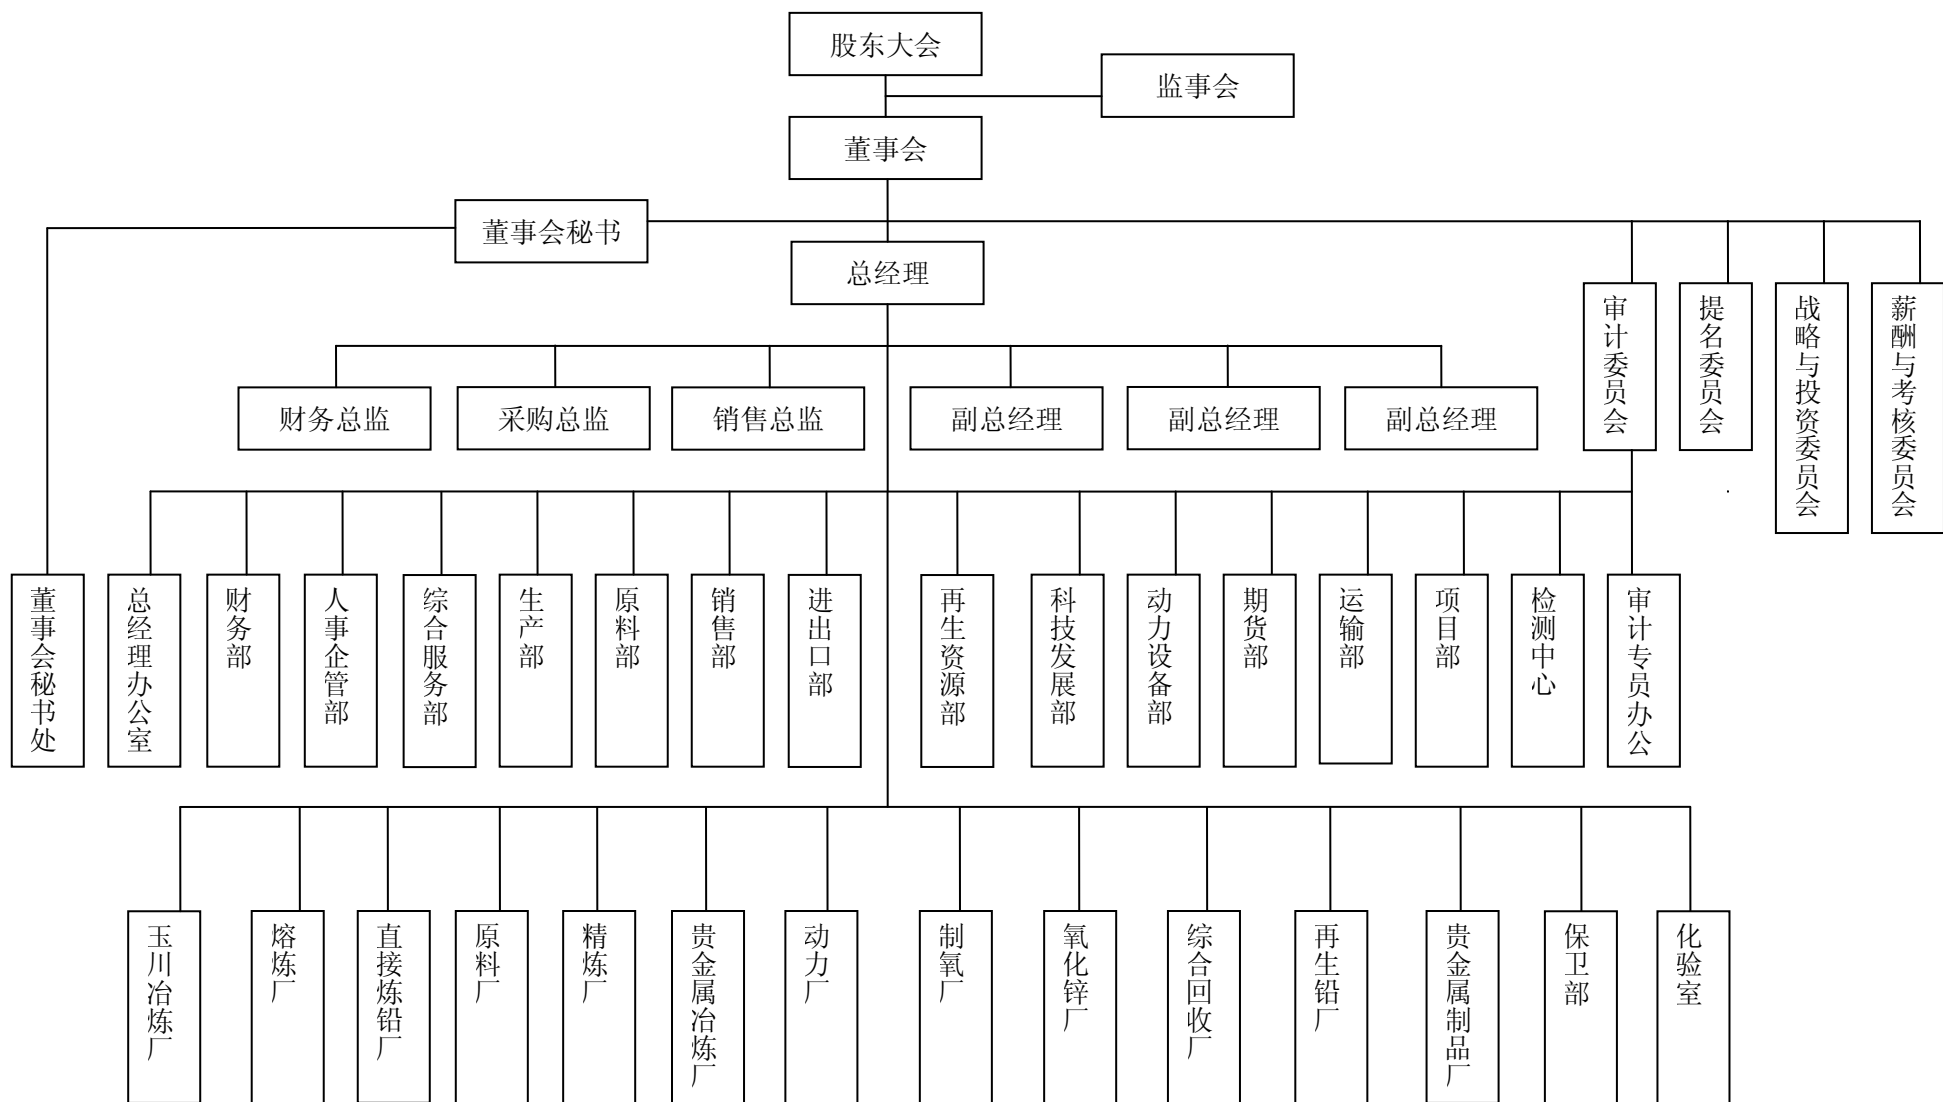 股东大会
监事会
董事会
董事会秘书
总经理
审计委员会
提名委员会
战略与投资委员会
薪酬与考核委员会
财务总监
采购总监
销售总监
副总经理
副总经理
副总经理
董事会秘书处
总经理办公室
财务部
人事企管部
综合服务部
生产部
原料部
销售部
进出口部
再生资源部
科技发展部
动力设备部
期货部
运输部
项目部
检测中心
审计专员办公
玉川冶炼厂
熔炼厂
直接炼铅厂
原料厂
精炼厂
贵金属冶炼厂
动力厂
制氧厂
氧化锌厂
综合回收厂
再生铅厂
贵金属制品厂
保卫部
化验室